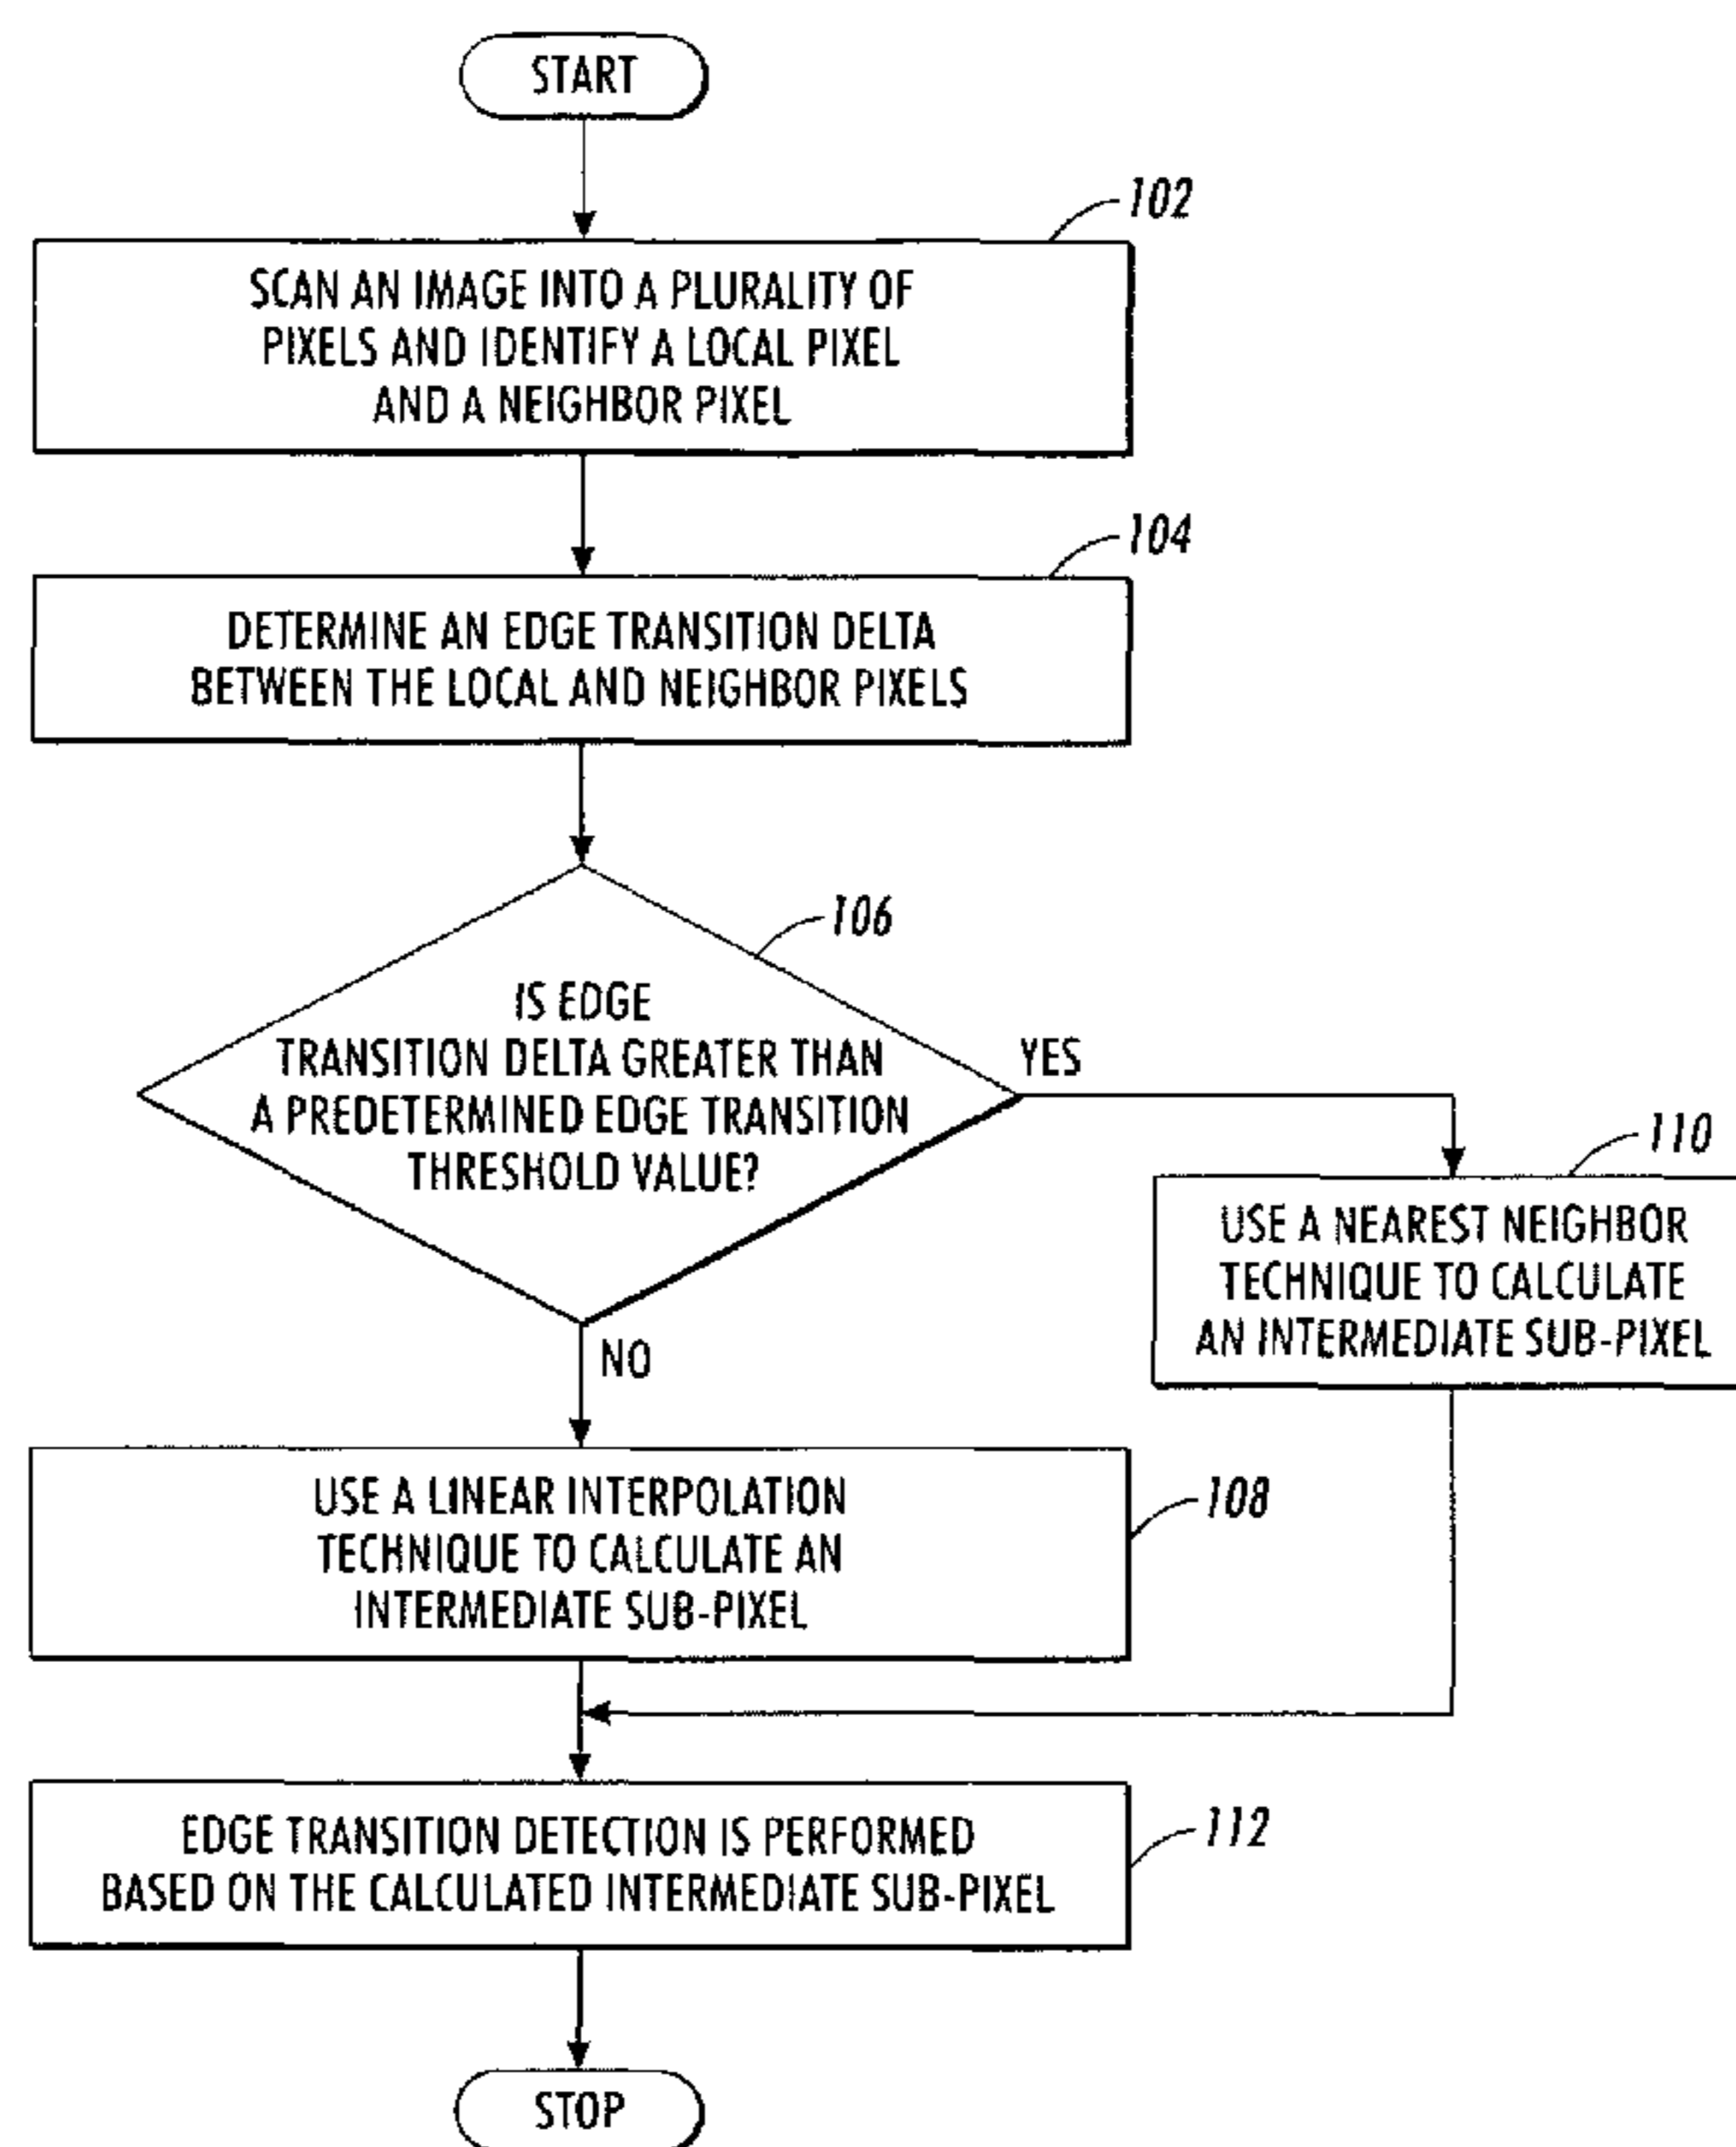 START
102
SCAN AN IMAGE INTO A PLURALITY OF
PIXELS AND IDENTIFY A LOCAL PIXEL
AND A NEIGHBOR PIXEL
104
DETERMINE AN EDGE TRANSITION DELTA
BETWEEN THE LOCAL AND NEIGHBOR PIXELS
106
IS EDGE
TRANSITION DELTA GREATER THAN
A PREDETERMINED EDGE TRANSITION
THRESHOLD VALUE?
YES
110
USE A NEAREST NEIGHBOR
TECHNIQUE TO CALCULATE
AN INTERMEDIATE SUB-PIXEL
NO
USE A LINEAR INTERPOLATION
TECHNIQUE TO CALCULATE AN
INTERMEDIATE SUB-PIXEL
108
EDGE TRANSITION DETECTION IS PERFORMED
BASED ON THE CALCULATED INTERMEDIATE SUB-PIXEL
112
STOP